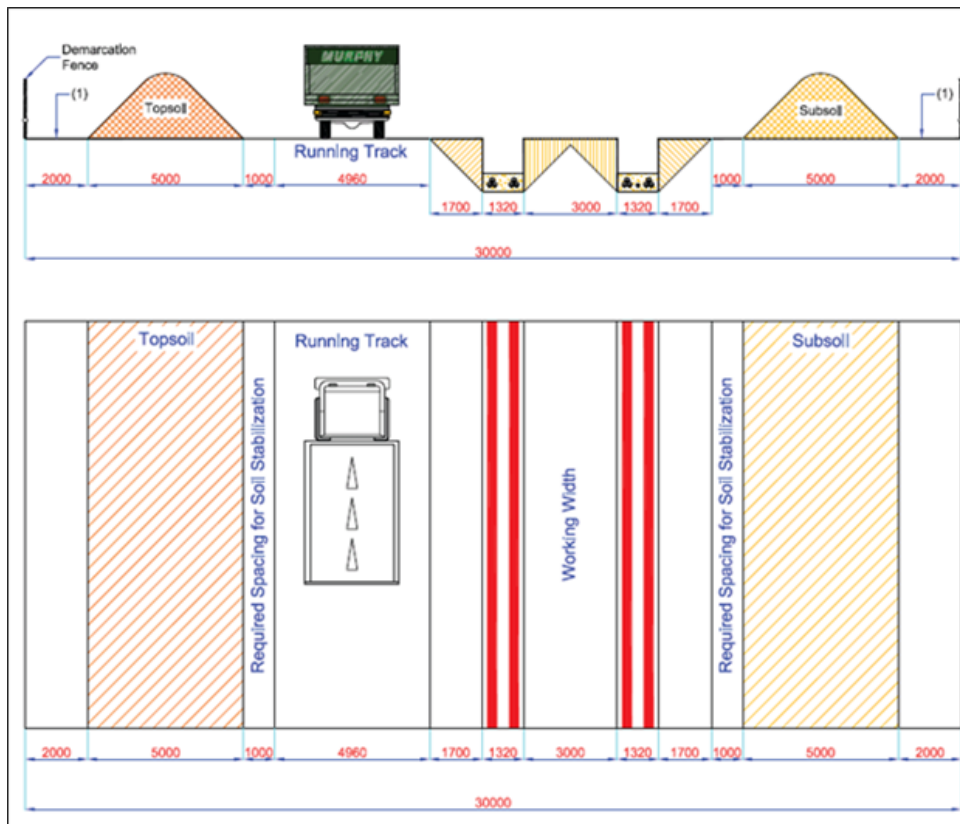 Demarcation
Fence
(1)
Topsoil
MURPHY
Running Track
Subsoil
(1)
2000
5000
1000
4960
1000
5000
2000
1700
1320
3000
1320
1700
30000
Topsoil
Running Track
Subsoil
Required Spacing for Soil Stabilization
Working Width
Required Spacing for Soil Stabilization
2000
5000
1000
4960
1700
1320
3000
1320
1700
1000
5000
2000
30000